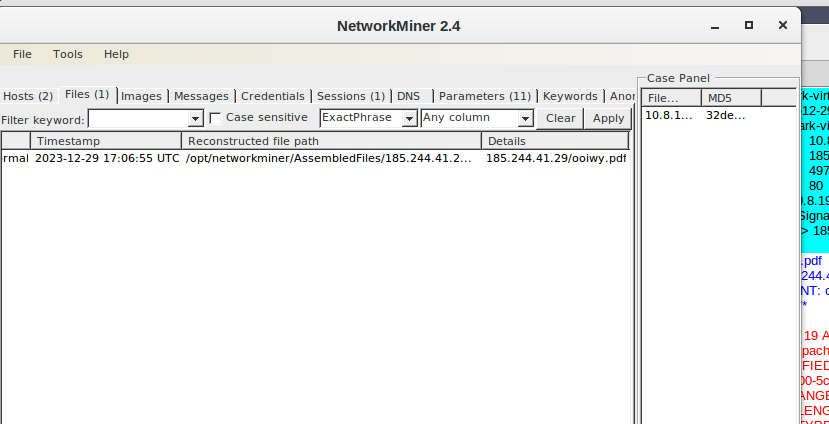 NetworkMiner 2.4
File Tools Help
Hosts (2) Files (1) Images Messages Credentials Sessions (1) DNS Parameters (11) Keywords Anor
Case Panel
Filter keyword: Case sensitive ExactPhrase Any column Clear Apply
File... MD5
10.8.1... 32de...
Timestamp Reconstructed file path Details
rmal 2023-12-29 17:06:55 UTC /opt/networkminer/AssembledFiles/185.244.41.2... 185.244.41.29/ooiwy.pdf
rk-virt
12-29
ark-vi
10.8
185
497
80
0.8.19
Signa
> 185
.pdf
244.4
NT: c
/*
19 A
pach
FIED
00-5c
ANGE
LENG